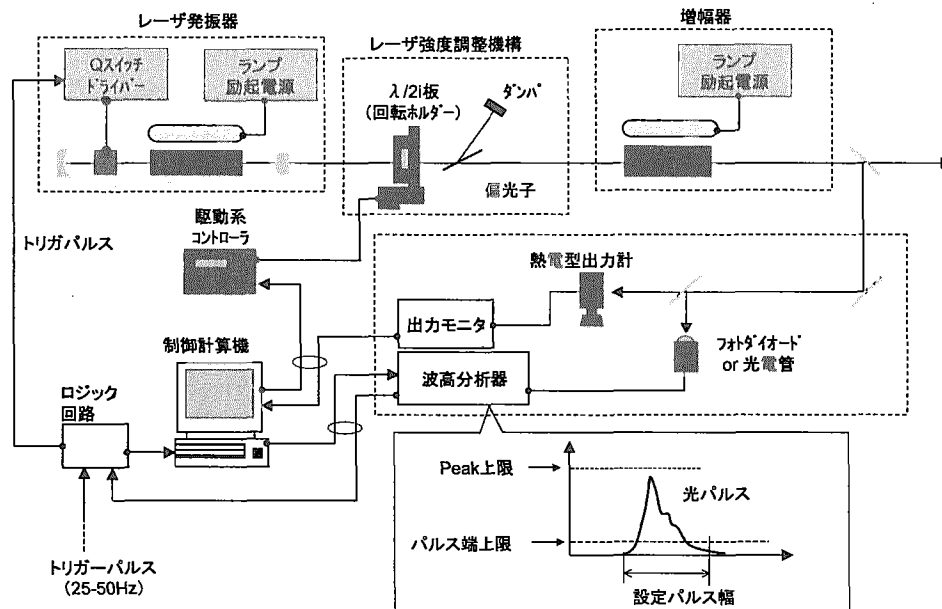 レーザ発振器
Qスイッチ
ドライバー
ランプ
励起電源
レーザ強度調整機構
λ/2i板
(回転ホルダー)
ダンパ
偏光子
増幅器
ランプ
励起電源
トリガパルス
駆動系
コントローラ
熱電型出力計
出力モニタ
フォトダイオード
or 光電管
制御計算機
波高分析器
ロジック
回路
トリガーパルス
(25-50Hz)
Peak上限
光パルス
パルス端上限
設定パルス幅